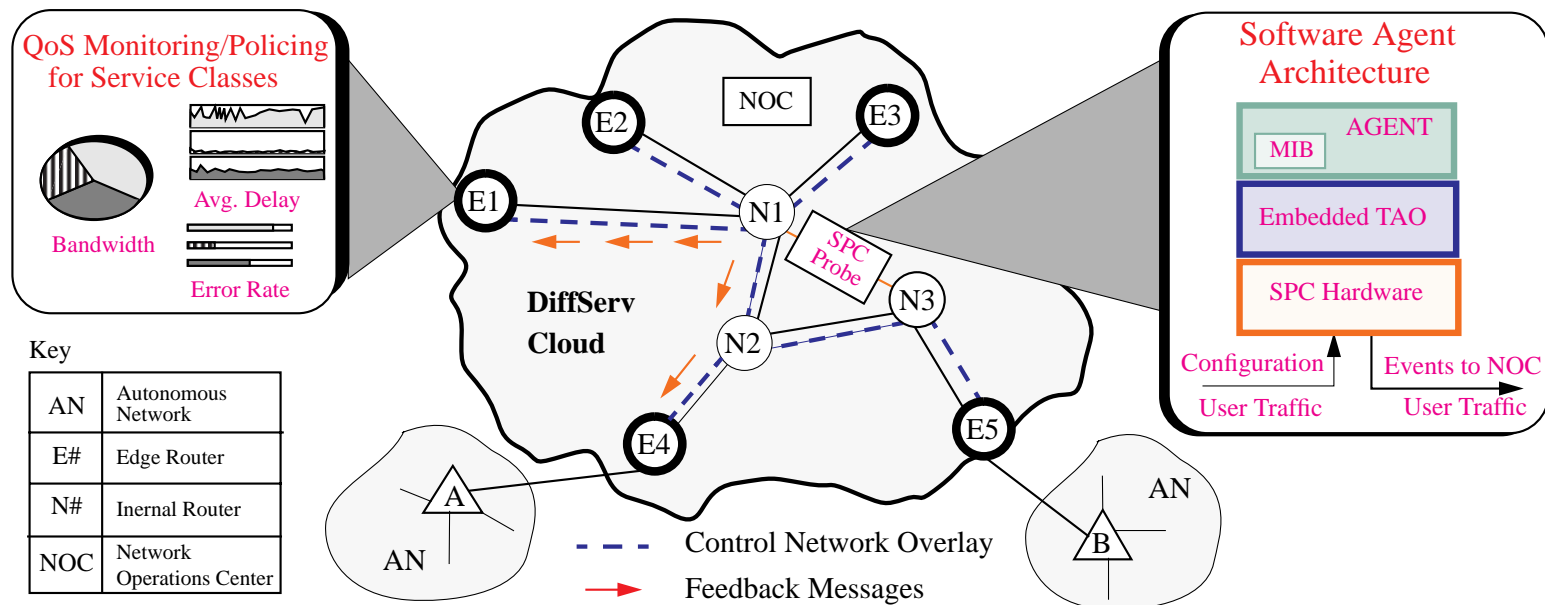 QoS Monitoring/Policing
for Service Classes
Bandwidth
Avg. Delay
Error Rate
NOC
E2
E3
E1
N1
SPC
Probe
N3
N2
DiffServ
Cloud
E4
E5
A
AN
B
AN
Software Agent
Architecture
AGENT
MIB
Embedded TAO
SPC Hardware
Configuration
User Traffic
Events to NOC
User Traffic
Key
AN
Autonomous
Network
E#
Edge Router
N#
Inernal Router
NOC
Network
Operations Center
Control Network Overlay
Feedback Messages